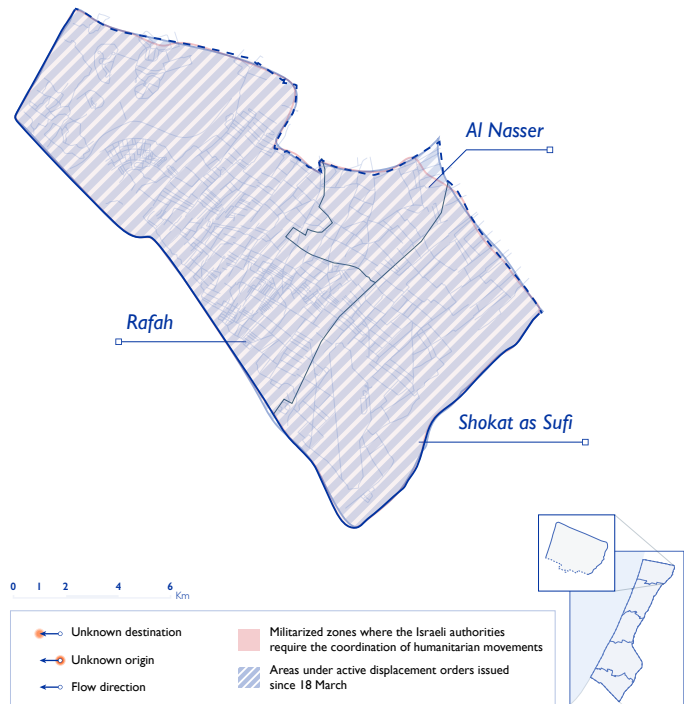 Al Nasser
Rafah
Shokat as Sufi
0 1 2 4 6
Km
Unknown destination
Unknown origin
Flow direction
Militarized zones where the Israeli authorities
require the coordination of humanitarian movements
Areas under active displacement orders issued
since 18 March